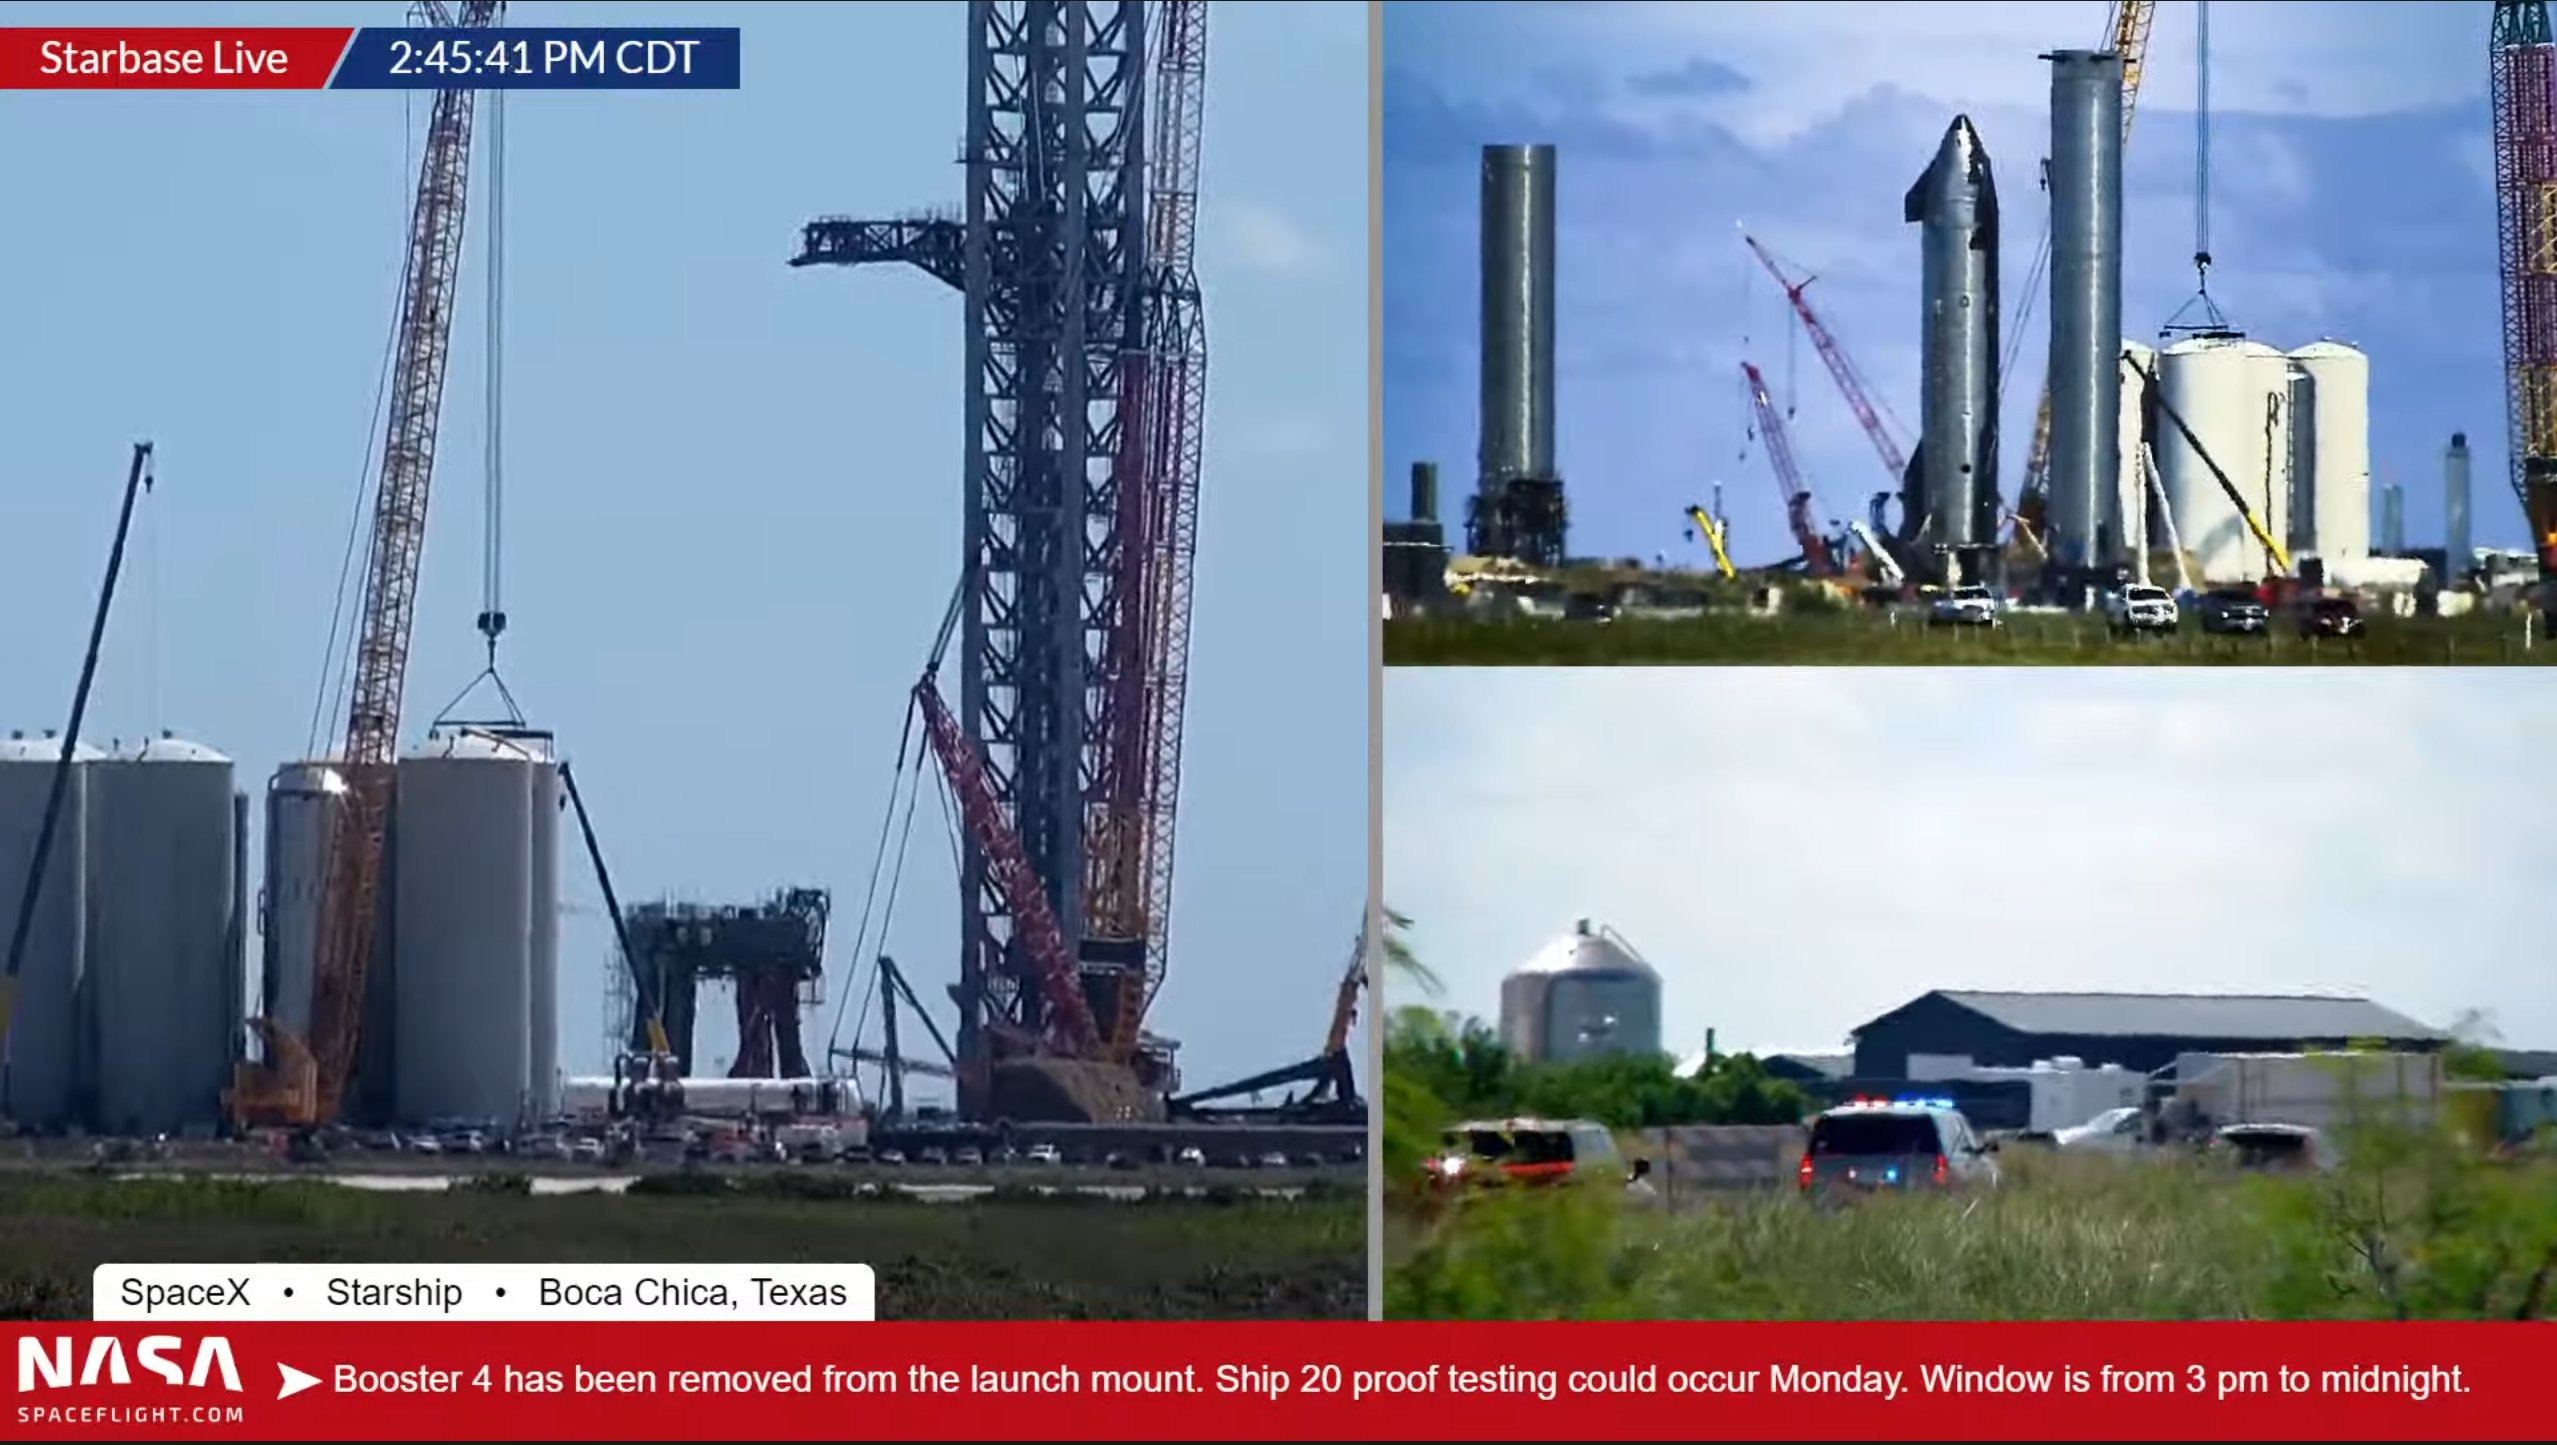 Starbase Live
2:45:41 PM CDT
SpaceX • Starship • Boca Chica, Texas
NASA
SPACEFLIGHT.COM
Booster 4 has been removed from the launch mount. Ship 20 proof testing could occur Monday. Window is from 3 pm to midnight.